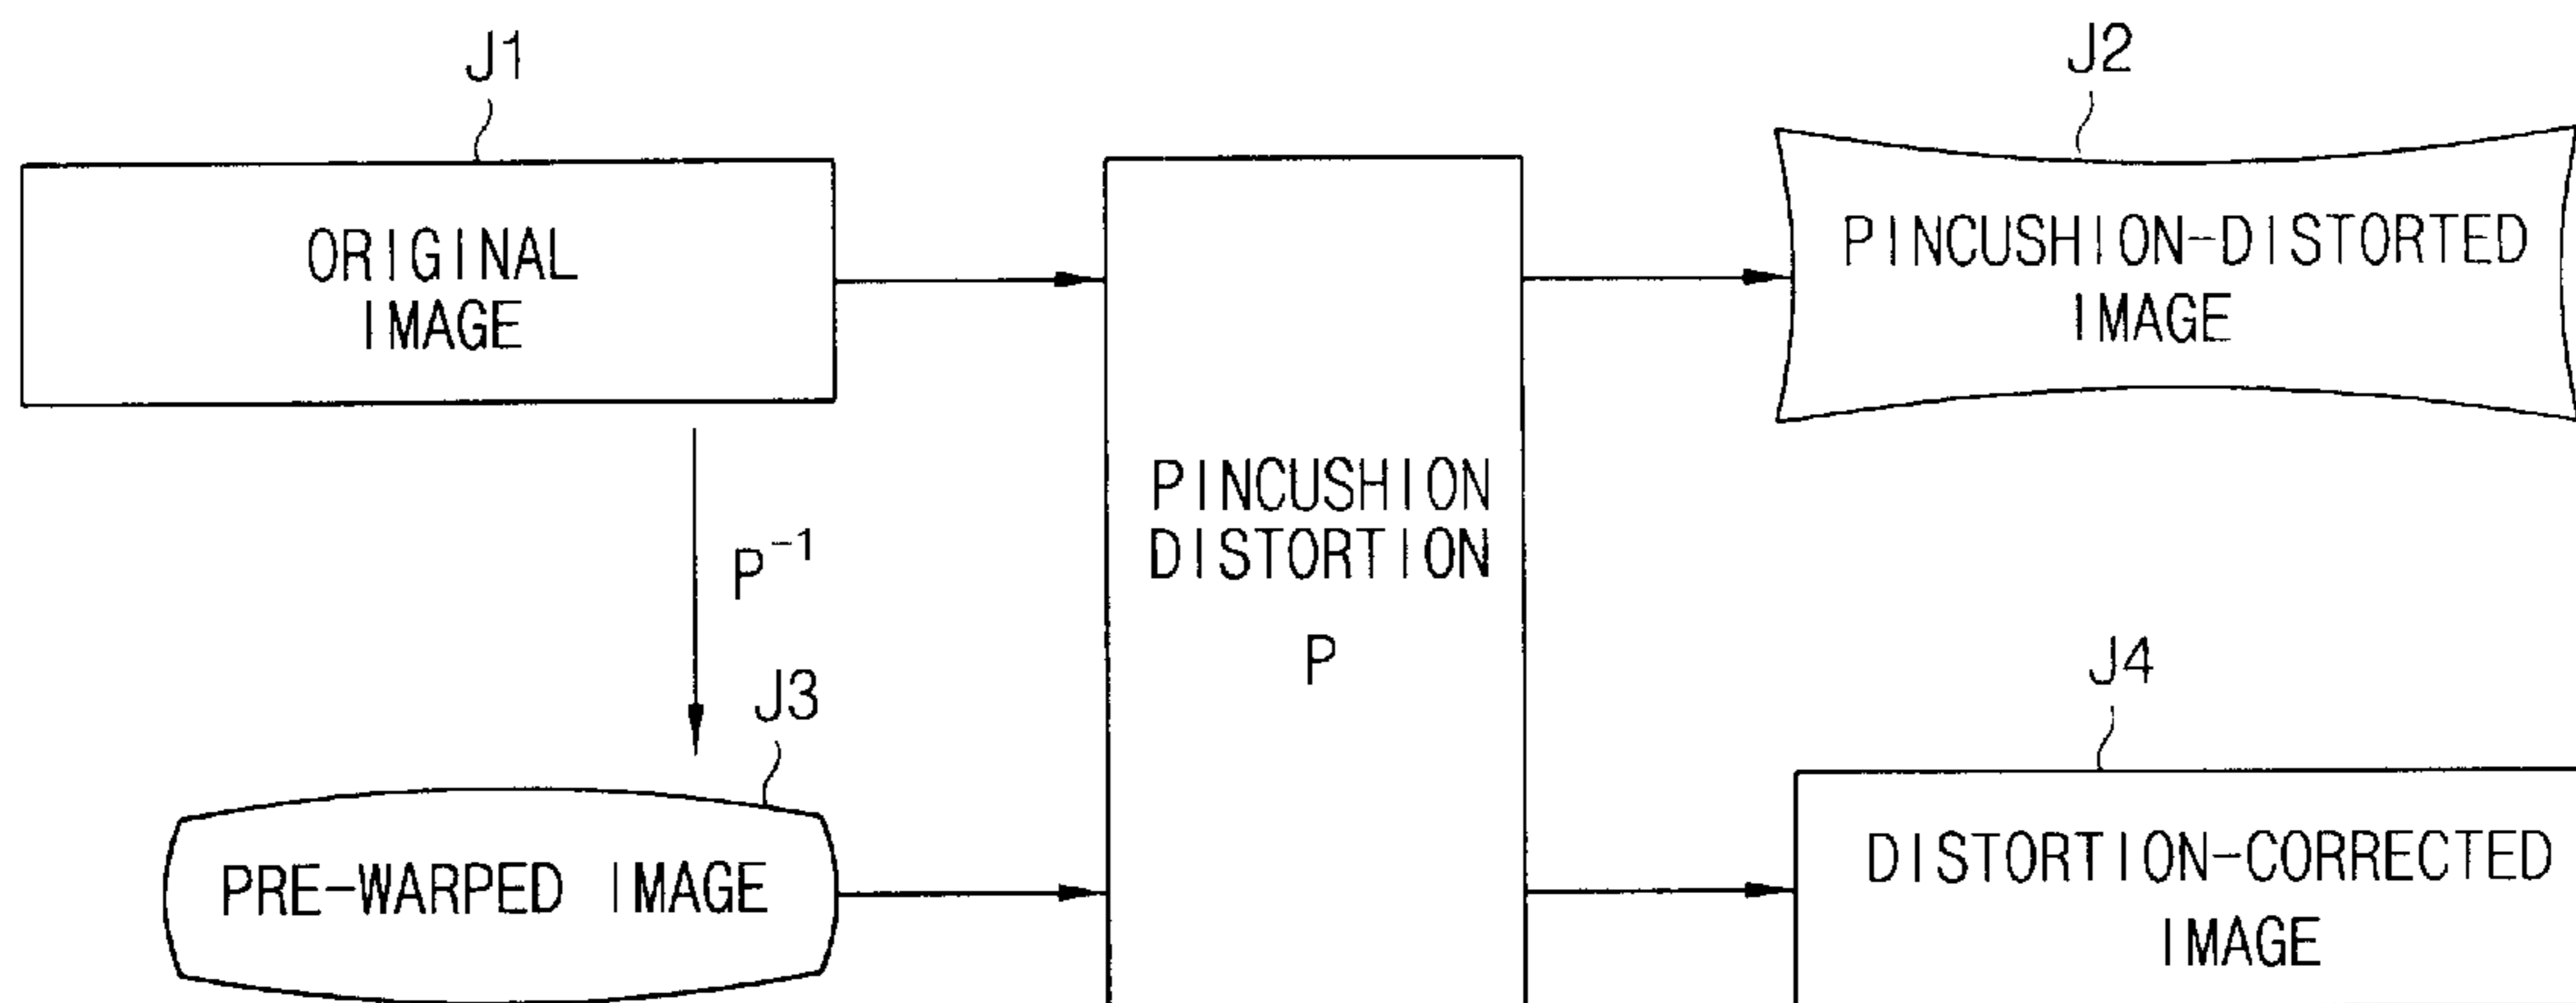 J1
J2
ORIGINAL
IMAGE
PINCUSHION-DISTORTED
IMAGE
PINCUSHION
DISTORTION
P
P⁻¹
J3
J4
PRE-WARPED IMAGE
DISTORTION-CORRECTED
IMAGE